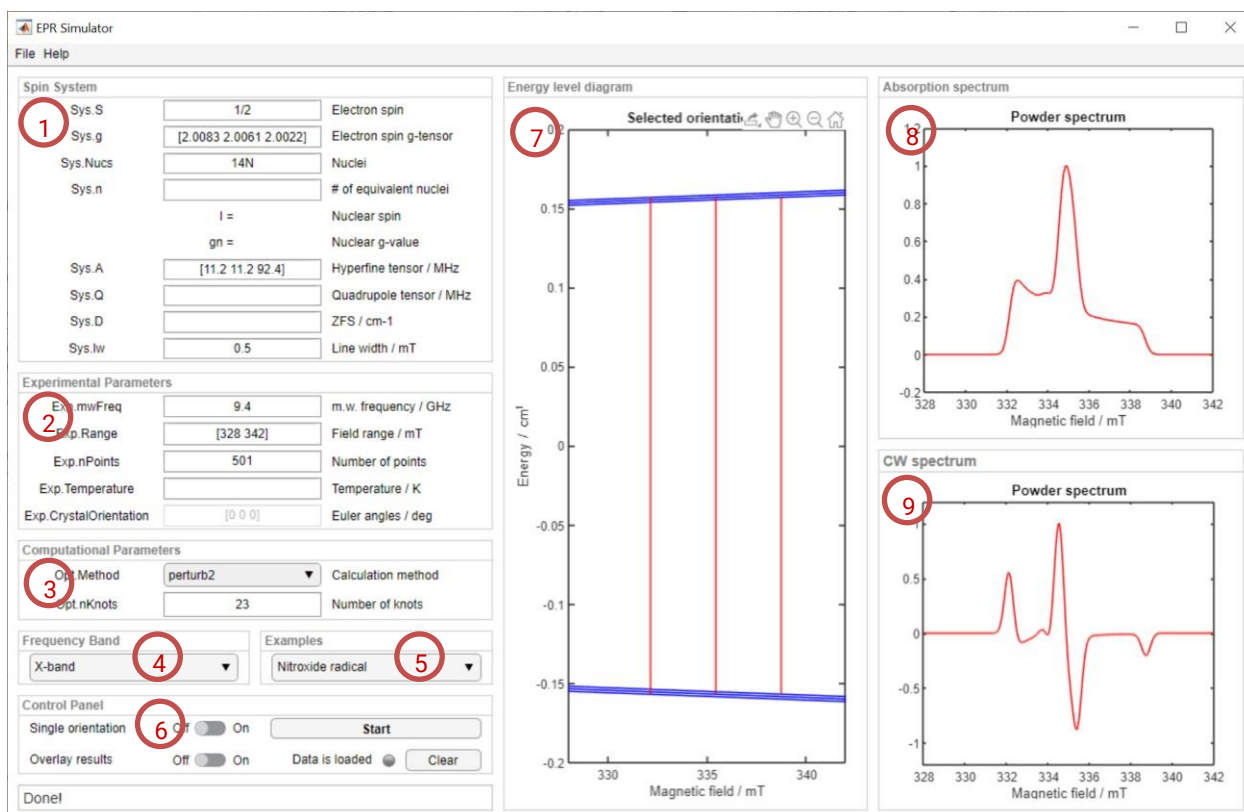 EPR Simulator
File Help
Spin System
1
Sys.S 1/2 Electron spin
Sys.g [2.0083 2.0061 2.0022] Electron spin g-tensor
Sys.Nucs 14N Nuclei
Sys.n # of equivalent nuclei
I = Nuclear spin
gn = Nuclear g-value
Sys.A [11.2 11.2 92.4] Hyperfine tensor / MHz
Sys.Q Quadrupole tensor / MHz
Sys.D ZFS / cm-1
Sys.lw 0.5 Line width / mT
Experimental Parameters
2
Exp.mwFreq 9.4 m.w. frequency / GHz
Exp.Range [328 342] Field range / mT
Exp.nPoints 501 Number of points
Exp.Temperature Temperature / K
Exp.CrystalOrientation [0 0 0] Euler angles / deg
Computational Parameters
3
Opt.Method perturb2 Calculation method
Opt.nKnots 23 Number of knots
Frequency Band
4
X-band
Examples
5
Nitroxide radical
Control Panel
6
Single orientation Off On Start
Overlay results Off On Data is loaded Clear
Done!
Energy level diagram
7
Selected orientati
0.2
0.15
0.1
0.05
0
-0.05
-0.1
-0.15
-0.2
Energy / cm-1
330 335 340
Magnetic field / mT
Absorption spectrum
8
Powder spectrum
1.2
1
0.8
0.6
0.4
0.2
0
-0.2
328 330 332 334 336 338 340 342
Magnetic field / mT
CW spectrum
9
Powder spectrum
1
0.5
0
-0.5
-1
328 330 332 334 336 338 340 342
Magnetic field / mT